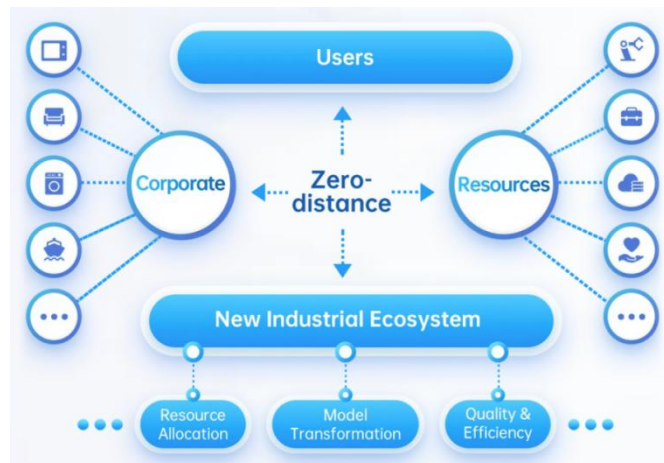 Users
Corporate
Zero-
distance
Resources
New Industrial Ecosystem
Resource
Allocation
Model
Transformation
Quality &
Efficiency